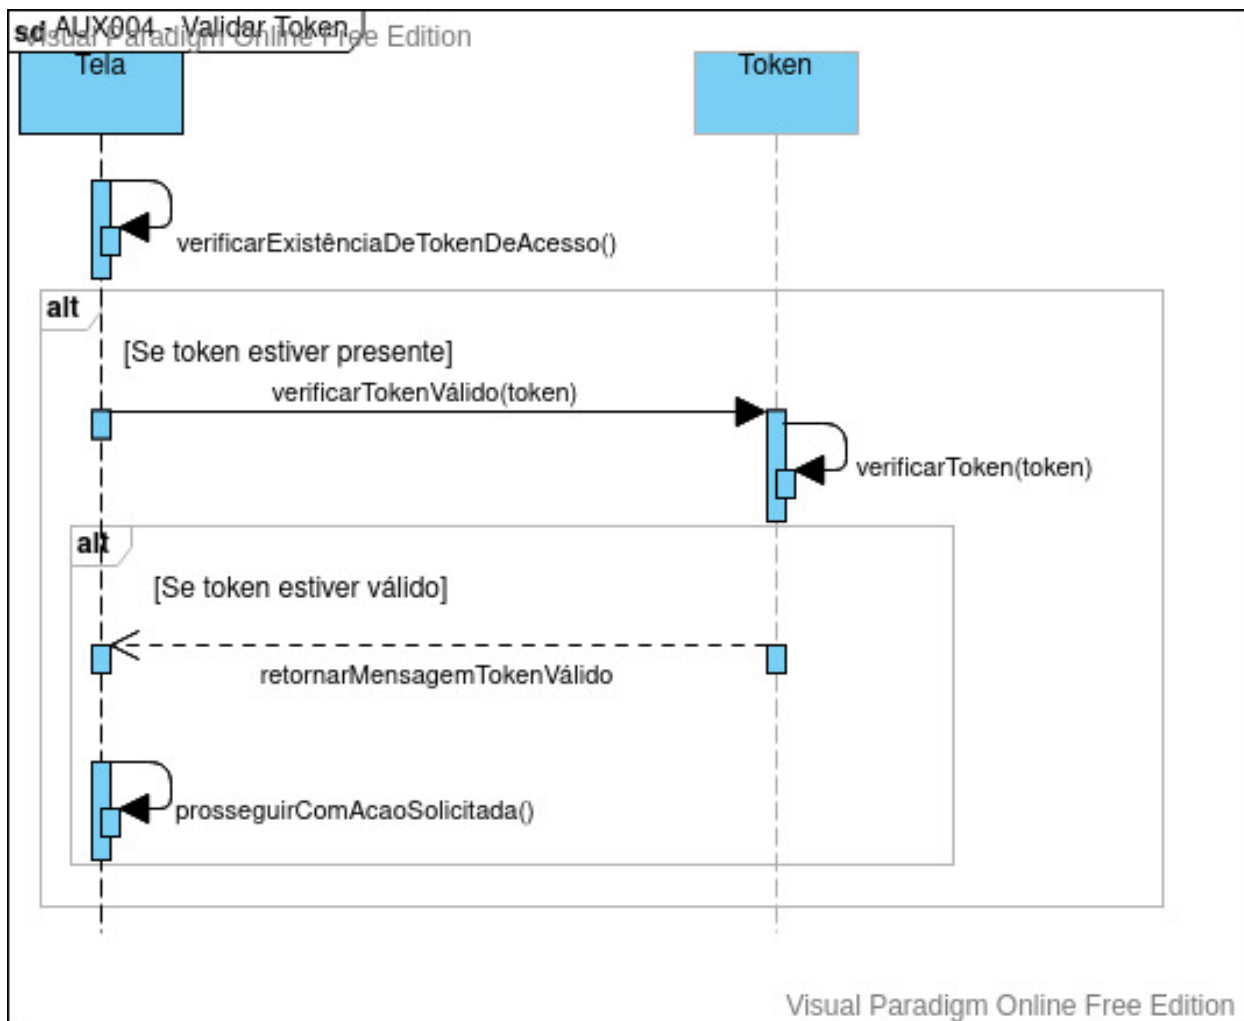 sd AUX004 - Validar Token
Visual Paradigm Online Free Edition
Tela
Token
verificarExistênciaDeTokenDeAcesso()
alt
[Se token estiver presente]
verificarTokenVálido(token)
verificarToken(token)
alt
[Se token estiver válido]
retornarMensagemTokenVálido
prosseguirComAcaoSolicitada()
Visual Paradigm Online Free Edition